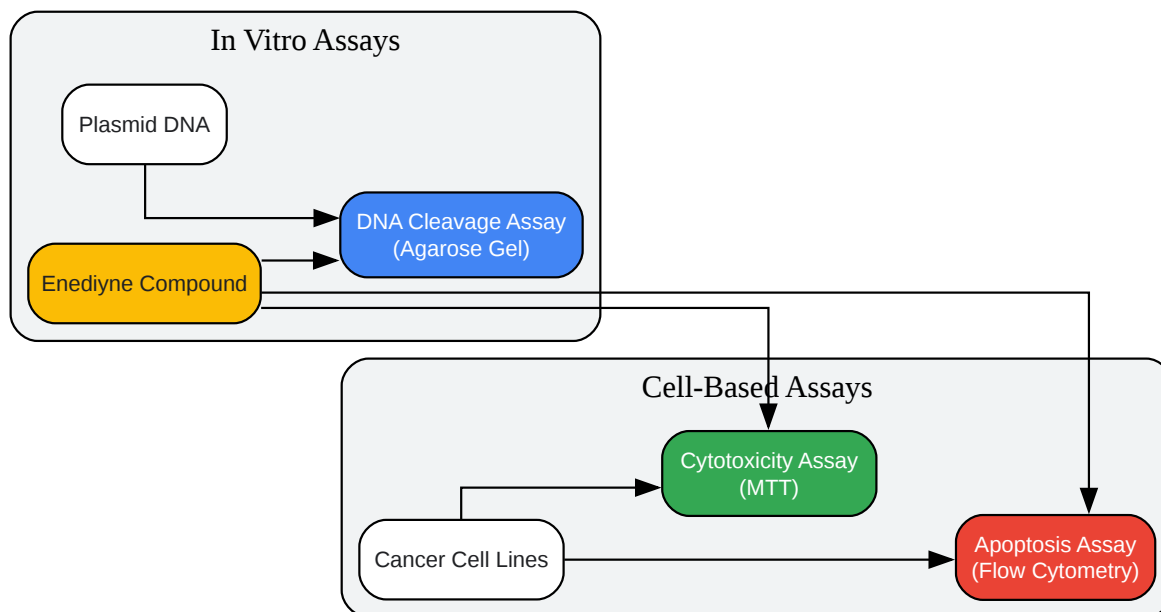 In Vitro Assays
Plasmid DNA
DNA Cleavage Assay
(Agarose Gel)
Enediyne Compound
Cell-Based Assays
Cytotoxicity Assay
(MTT)
Cancer Cell Lines
Apoptosis Assay
(Flow Cytometry)